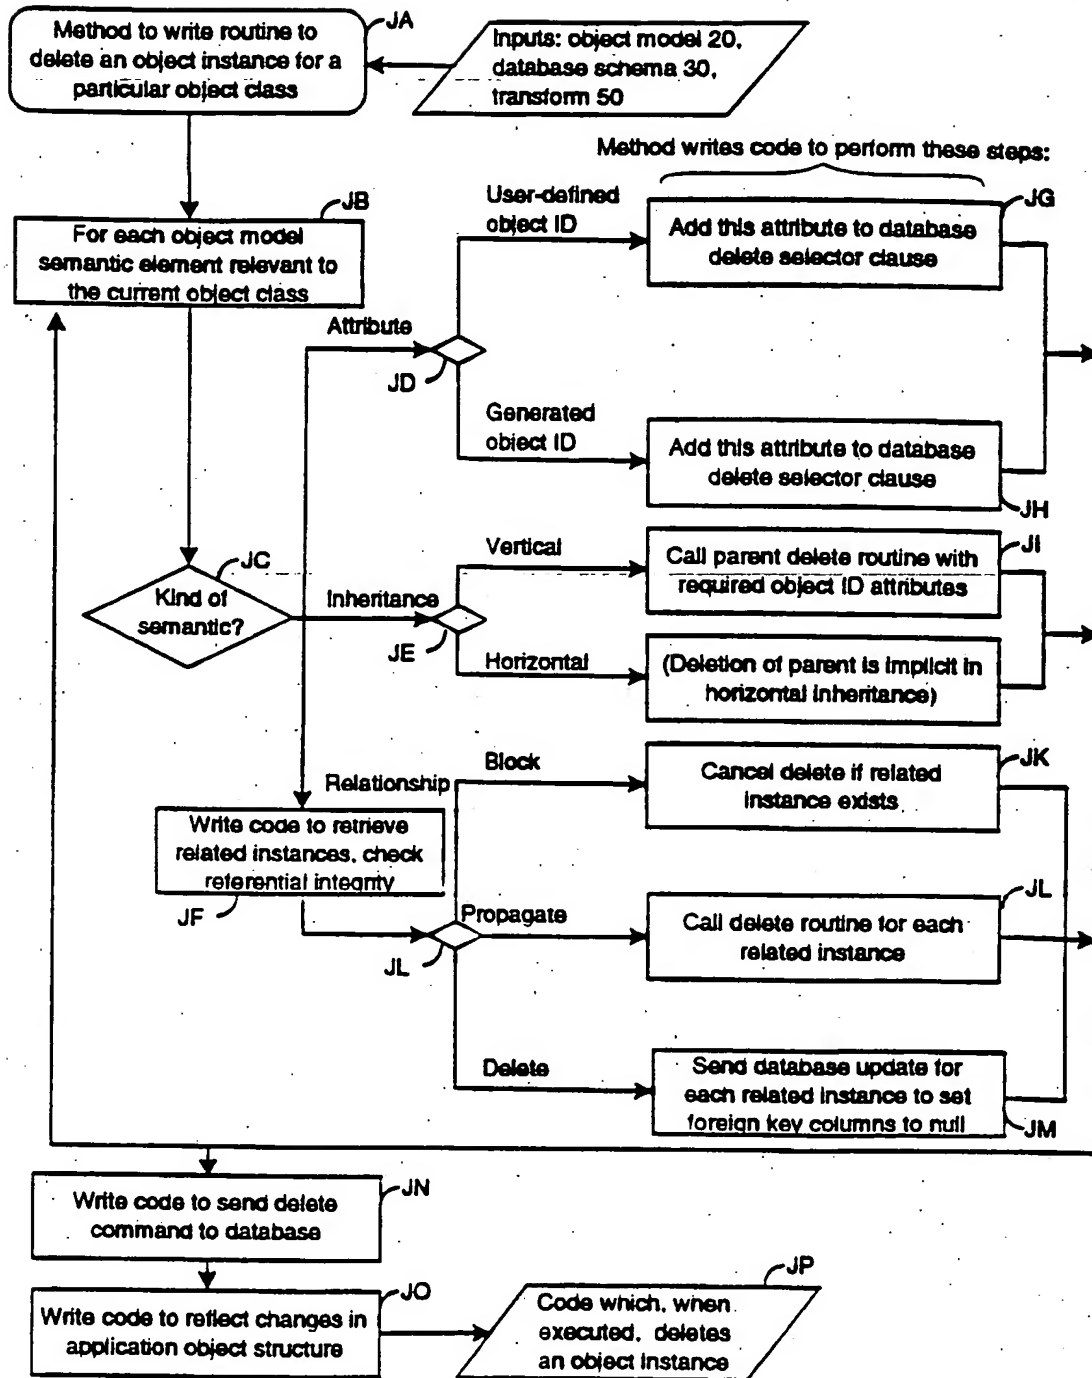 Method to write routine to
delete an object instance for a
particular object class
JA
Inputs: object model 20,
database schema 30,
transform 50
Method writes code to perform these steps:
JB
For each object model
semantic element relevant to
the current object class
User-defined
object ID
Add this attribute to database
delete selector clause
JG
Attribute
JD
Generated
object ID
Add this attribute to database
delete selector clause
JH
JC
Kind of
semantic?
Inheritance
JE
Vertical
Call parent delete routine with
required object ID attributes
JI
Horizontal
(Deletion of parent is implicit in
horizontal inheritance)
Relationship
Write code to retrieve
related instances, check
referential integrity
JF
Block
Cancel delete if related
instance exists
JK
Propagate
JL
Call delete routine for each
related instance
JL
Delete
Send database update for
each related instance to set
foreign key columns to null
JM
Write code to send delete
command to database
JN
Write code to reflect changes in
application object structure
JO
Code which, when
executed, deletes
an object instance
JP